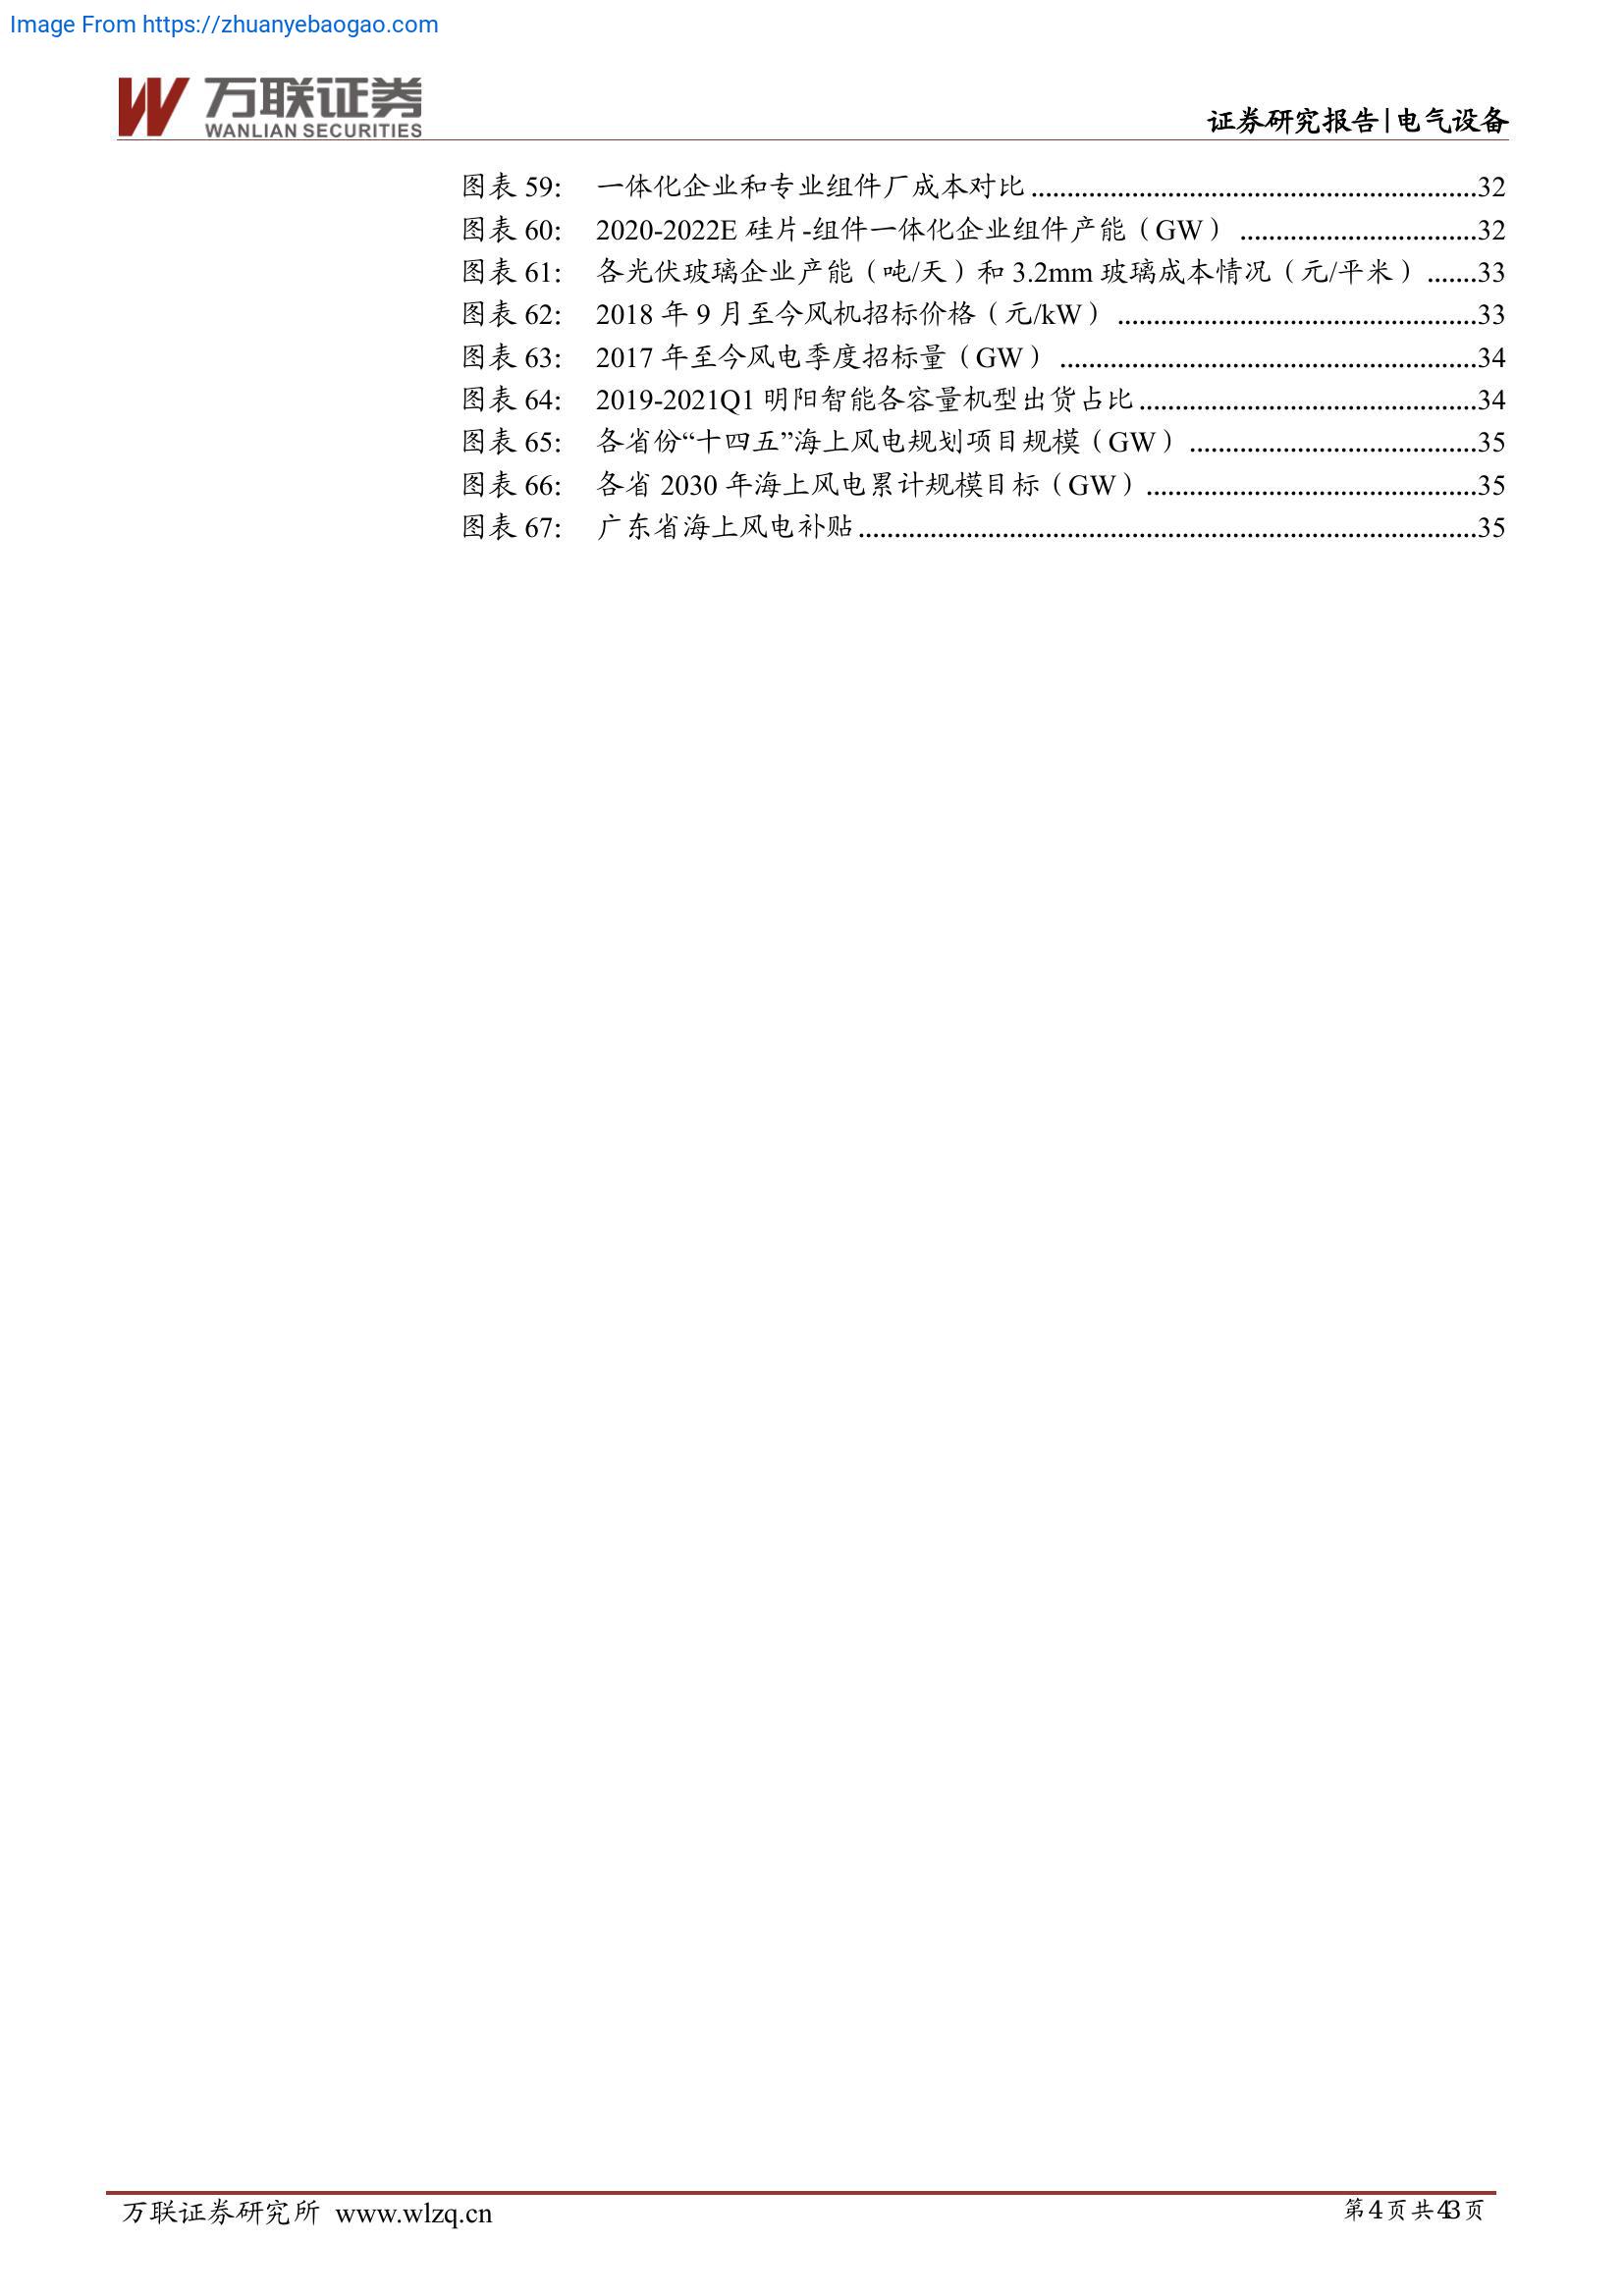 Image From https://zhuanyebaogao.com
万联证券
WANLIAN SECURITIES
证券研究报告|电气设备
图表 59: 一体化企业和专业组件厂成本对比..............................................................32
图表 60: 2020-2022E 硅片-组件一体化企业组件产能（GW）.................................32
图表 61: 各光伏玻璃企业产能（吨/天）和 3.2mm 玻璃成本情况（元/平米）.......33
图表 62: 2018 年 9 月至今风机招标价格（元/kW）..................................................33
图表 63: 2017 年至今风电季度招标量（GW）..........................................................34
图表 64: 2019-2021Q1 明阳智能各容量机型出货占比...............................................34
图表 65: 各省份“十四五”海上风电规划项目规模（GW）........................................35
图表 66: 各省 2030 年海上风电累计规模目标（GW）..............................................35
图表 67: 广东省海上风电补贴......................................................................................35
万联证券研究所 www.wlzq.cn
第4页共43页